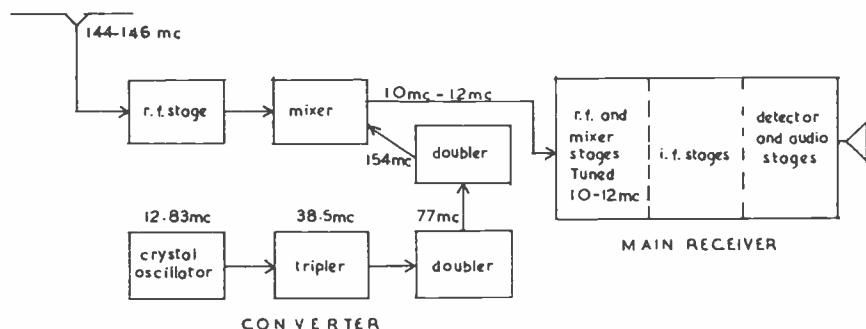 144-146 mc
r.f. stage
mixer
10mc - 12mc
154mc
doubler
r.f. and
mixer
stages
Tuned
10-12mc
i.f. stages
detector
and audio
stages
MAIN RECEIVER
12.83mc
crystal
oscillator
38.5mc
tripler
77mc
doubler
CONVERTER